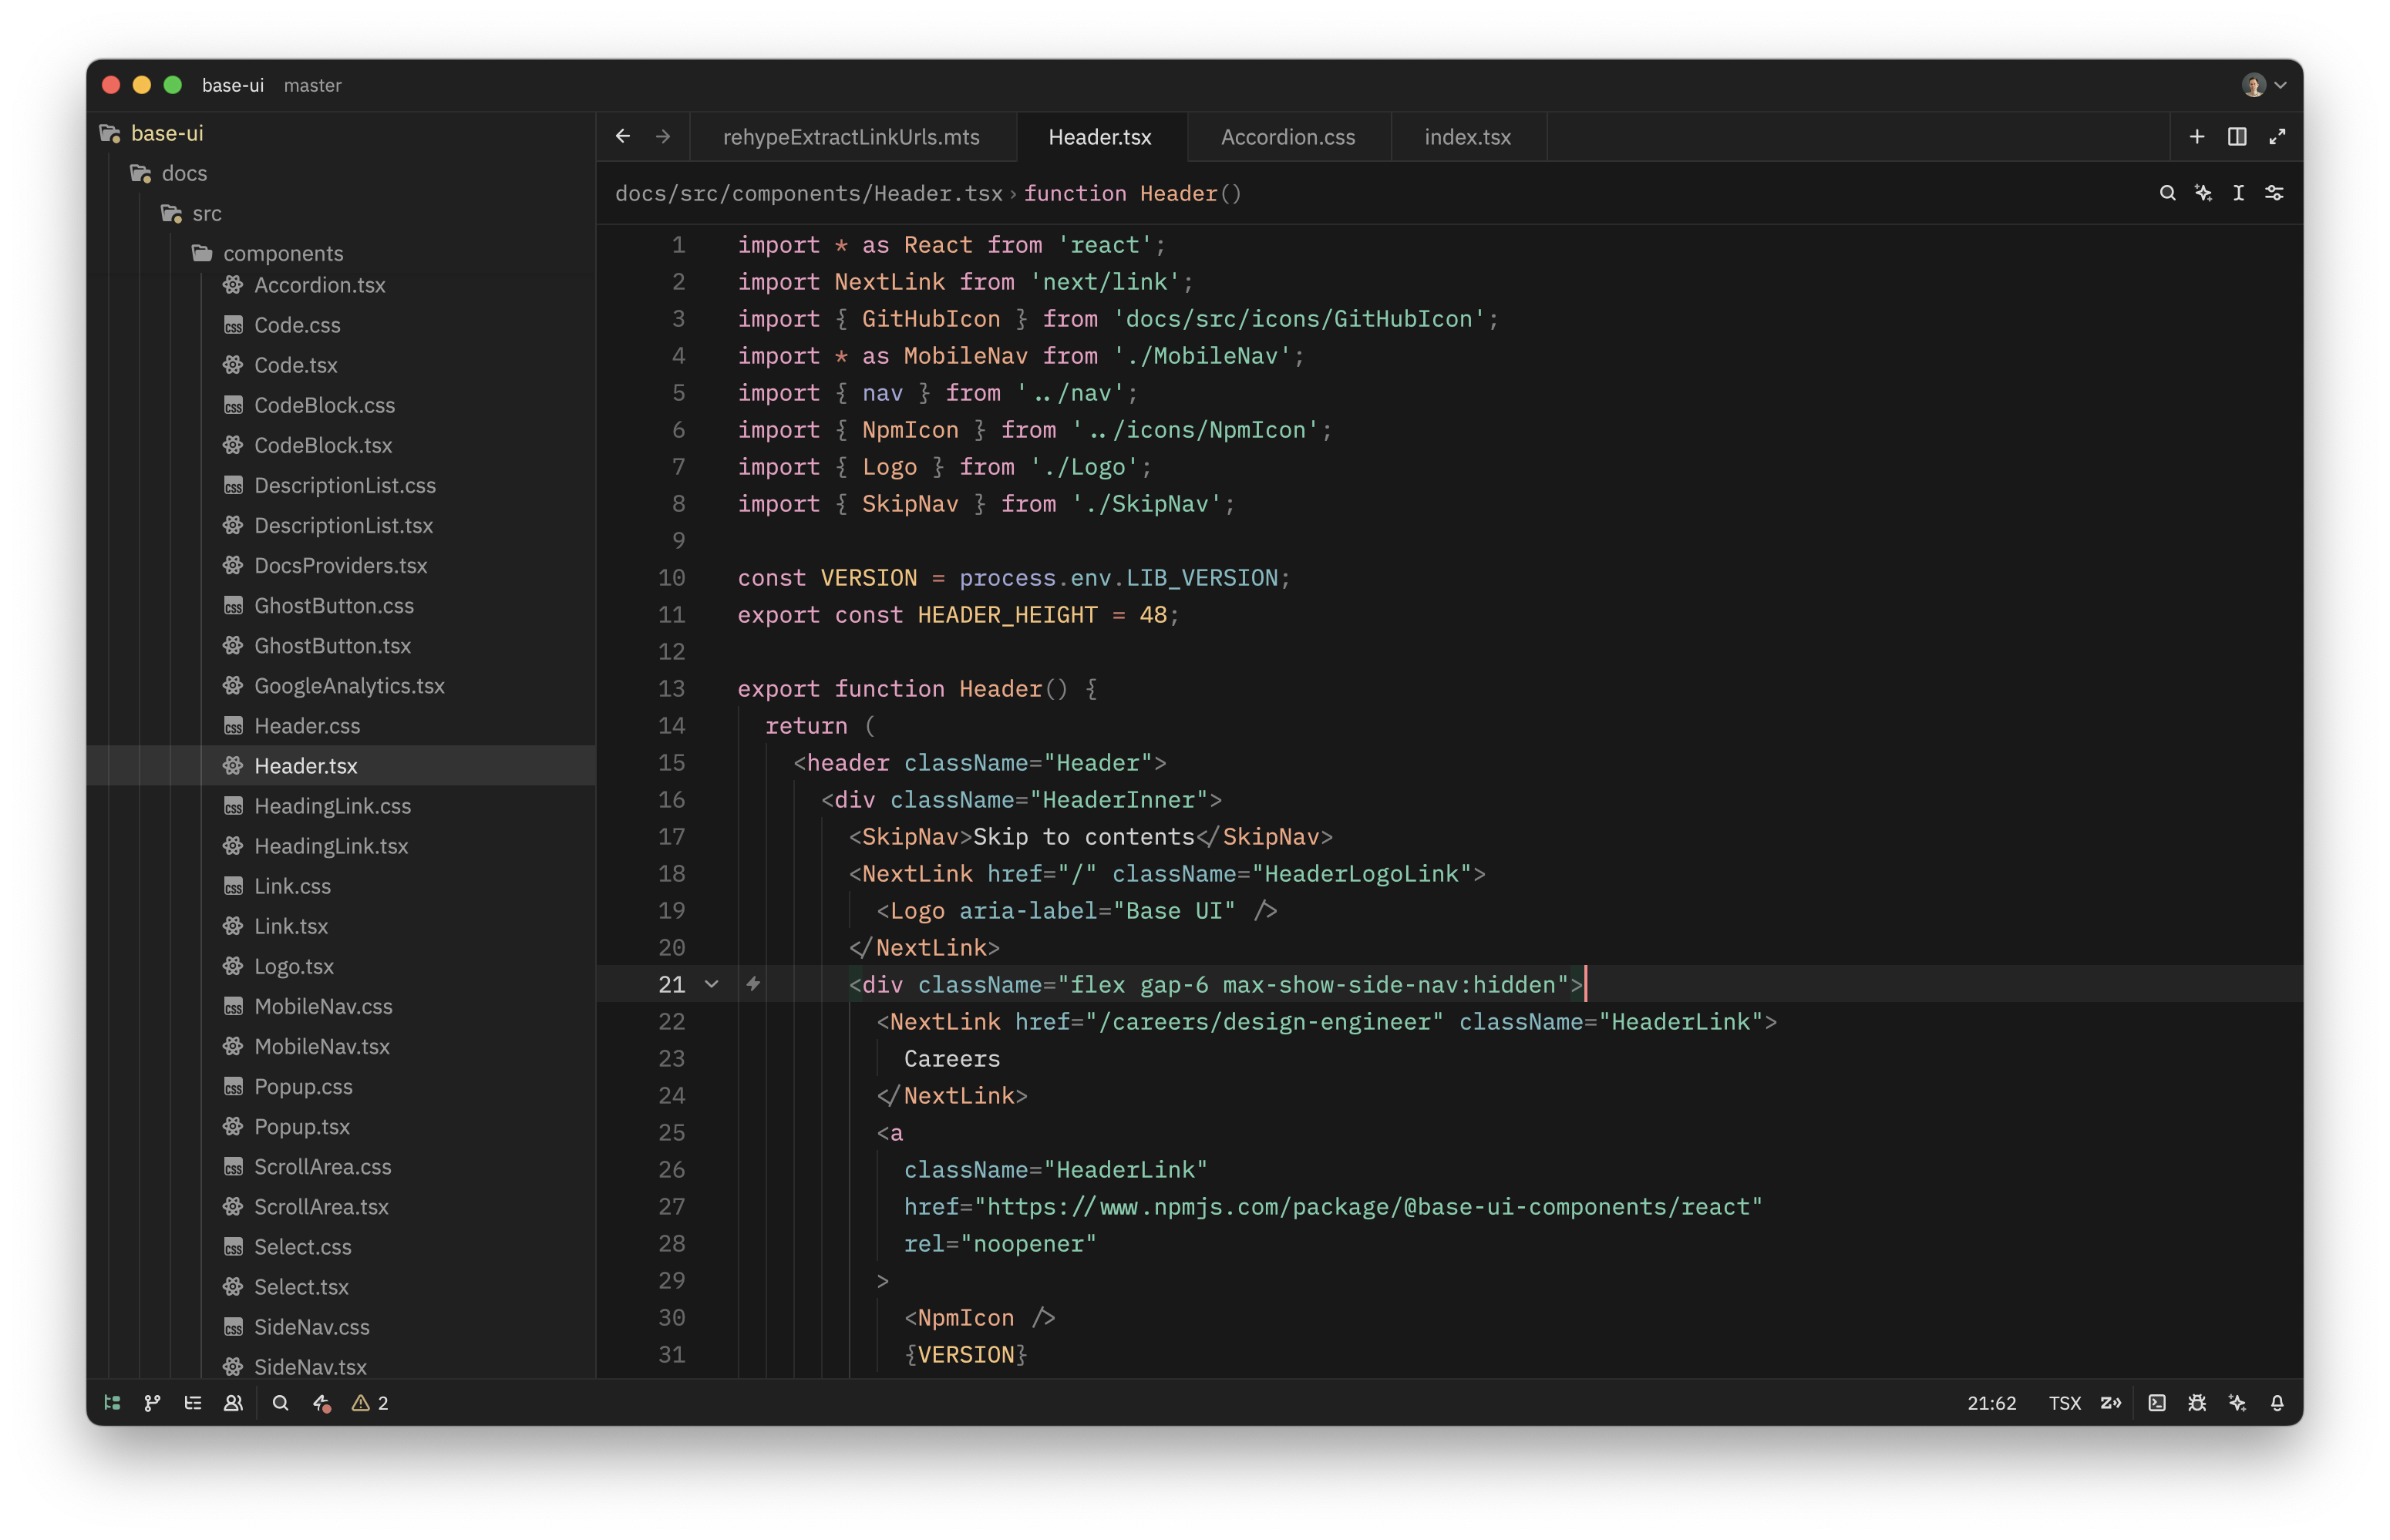 base-ui master
base-ui
docs
src
components
Accordion.tsx
Code.css
Code.tsx
CodeBlock.css
CodeBlock.tsx
DescriptionList.css
DescriptionList.tsx
DocsProviders.tsx
GhostButton.css
GhostButton.tsx
GoogleAnalytics.tsx
Header.css
Header.tsx
HeadingLink.css
HeadingLink.tsx
Link.css
Link.tsx
Logo.tsx
MobileNav.css
MobileNav.tsx
Popup.css
Popup.tsx
ScrollArea.css
ScrollArea.tsx
Select.css
Select.tsx
SideNav.css
SideNav.tsx
rehypeExtractLinkUrls.mts Header.tsx Accordion.css index.tsx
docs/src/components/Header.tsx › function Header()
1 import * as React from 'react';
2 import NextLink from 'next/link';
3 import { GitHubIcon } from 'docs/src/icons/GitHubIcon';
4 import * as MobileNav from './MobileNav';
5 import { nav } from '../nav';
6 import { NpmIcon } from '../icons/NpmIcon';
7 import { Logo } from './Logo';
8 import { SkipNav } from './SkipNav';
9
10 const VERSION = process.env.LIB_VERSION;
11 export const HEADER_HEIGHT = 48;
12
13 export function Header() {
14 return (
15 <header className="Header">
16 <div className="HeaderInner">
17 <SkipNav>Skip to contents</SkipNav>
18 <NextLink href="/" className="HeaderLogoLink">
19 <Logo aria-label="Base UI" />
20 </NextLink>
21 <div className="flex gap-6 max-show-side-nav:hidden">
22 <NextLink href="/careers/design-engineer" className="HeaderLink">
23 Careers
24 </NextLink>
25 <a
26 className="HeaderLink"
27 href="https://www.npmjs.com/package/@base-ui-components/react"
28 rel="noopener"
29 >
30 <NpmIcon />
31 {VERSION}
2 21:62 TSX